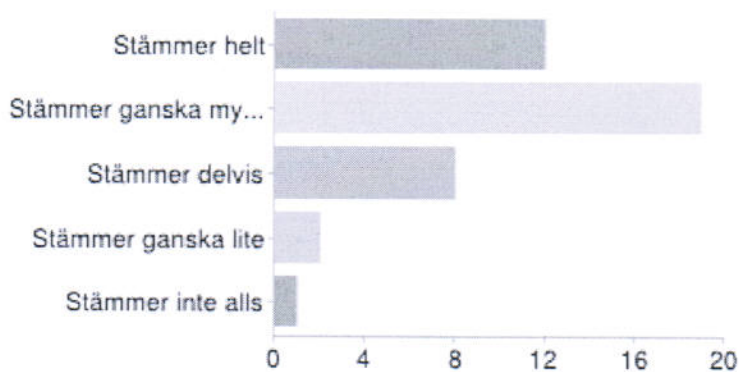 Stämmer helt
Stämmer ganska my...
Stämmer delvis
Stämmer ganska lite
Stämmer inte alls
0 4 8 12 16 20